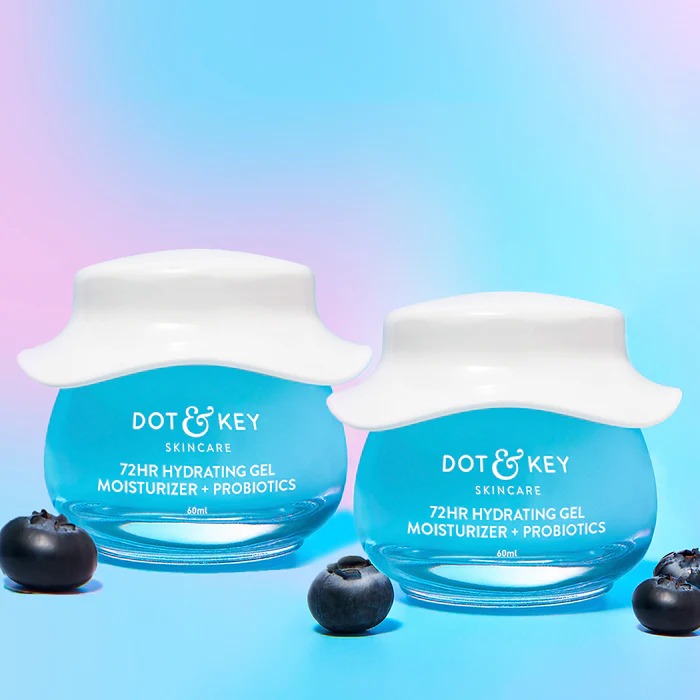 DOT & KEY
SKINCARE
72HR HYDRATING GEL
MOISTURIZER + PROBIOTICS
60ml
DOT & KEY
SKINCARE
72HR HYDRATING GEL
MOISTURIZER + PROBIOTICS
60ml